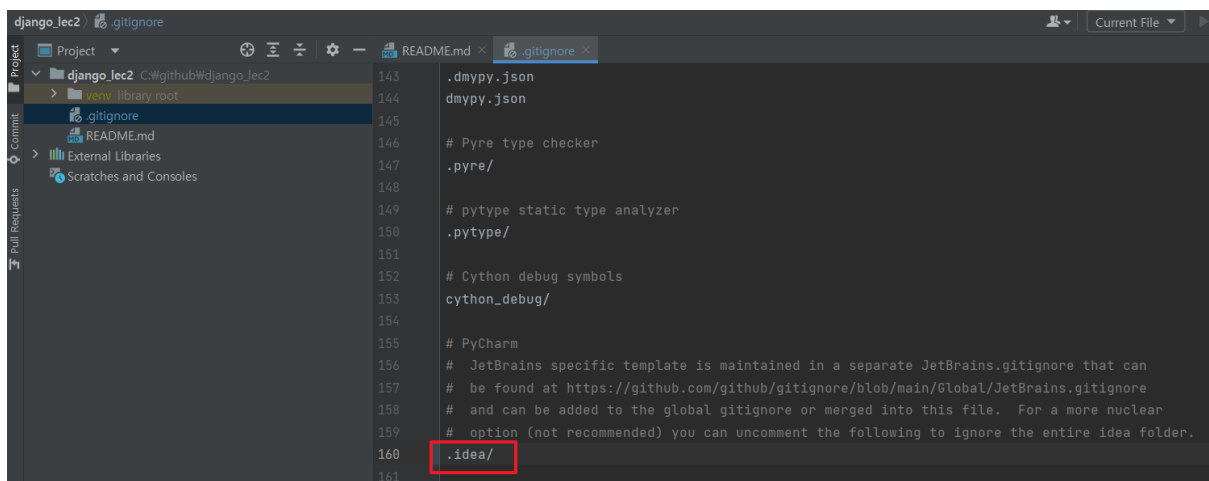 django_lec2 〉 .gitignore
Current File
Project
README.md
.gitignore
Project
Commit
Pull Requests
django_lec2 C:₩github₩django_lec2
venv library root
.gitignore
README.md
External Libraries
Scratches and Consoles
143 .dmypy.json
144 dmypy.json
145
146 # Pyre type checker
147 .pyre/
148
149 # pytype static type analyzer
150 .pytype/
151
152 # Cython debug symbols
153 cython_debug/
154
155 # PyCharm
156 #  JetBrains specific template is maintained in a separate JetBrains.gitignore that can
157 #  be found at https://github.com/github/gitignore/blob/main/Global/JetBrains.gitignore
158 #  and can be added to the global gitignore or merged into this file.  For a more nuclear
159 #  option (not recommended) you can uncomment the following to ignore the entire idea folder.
160 .idea/
161